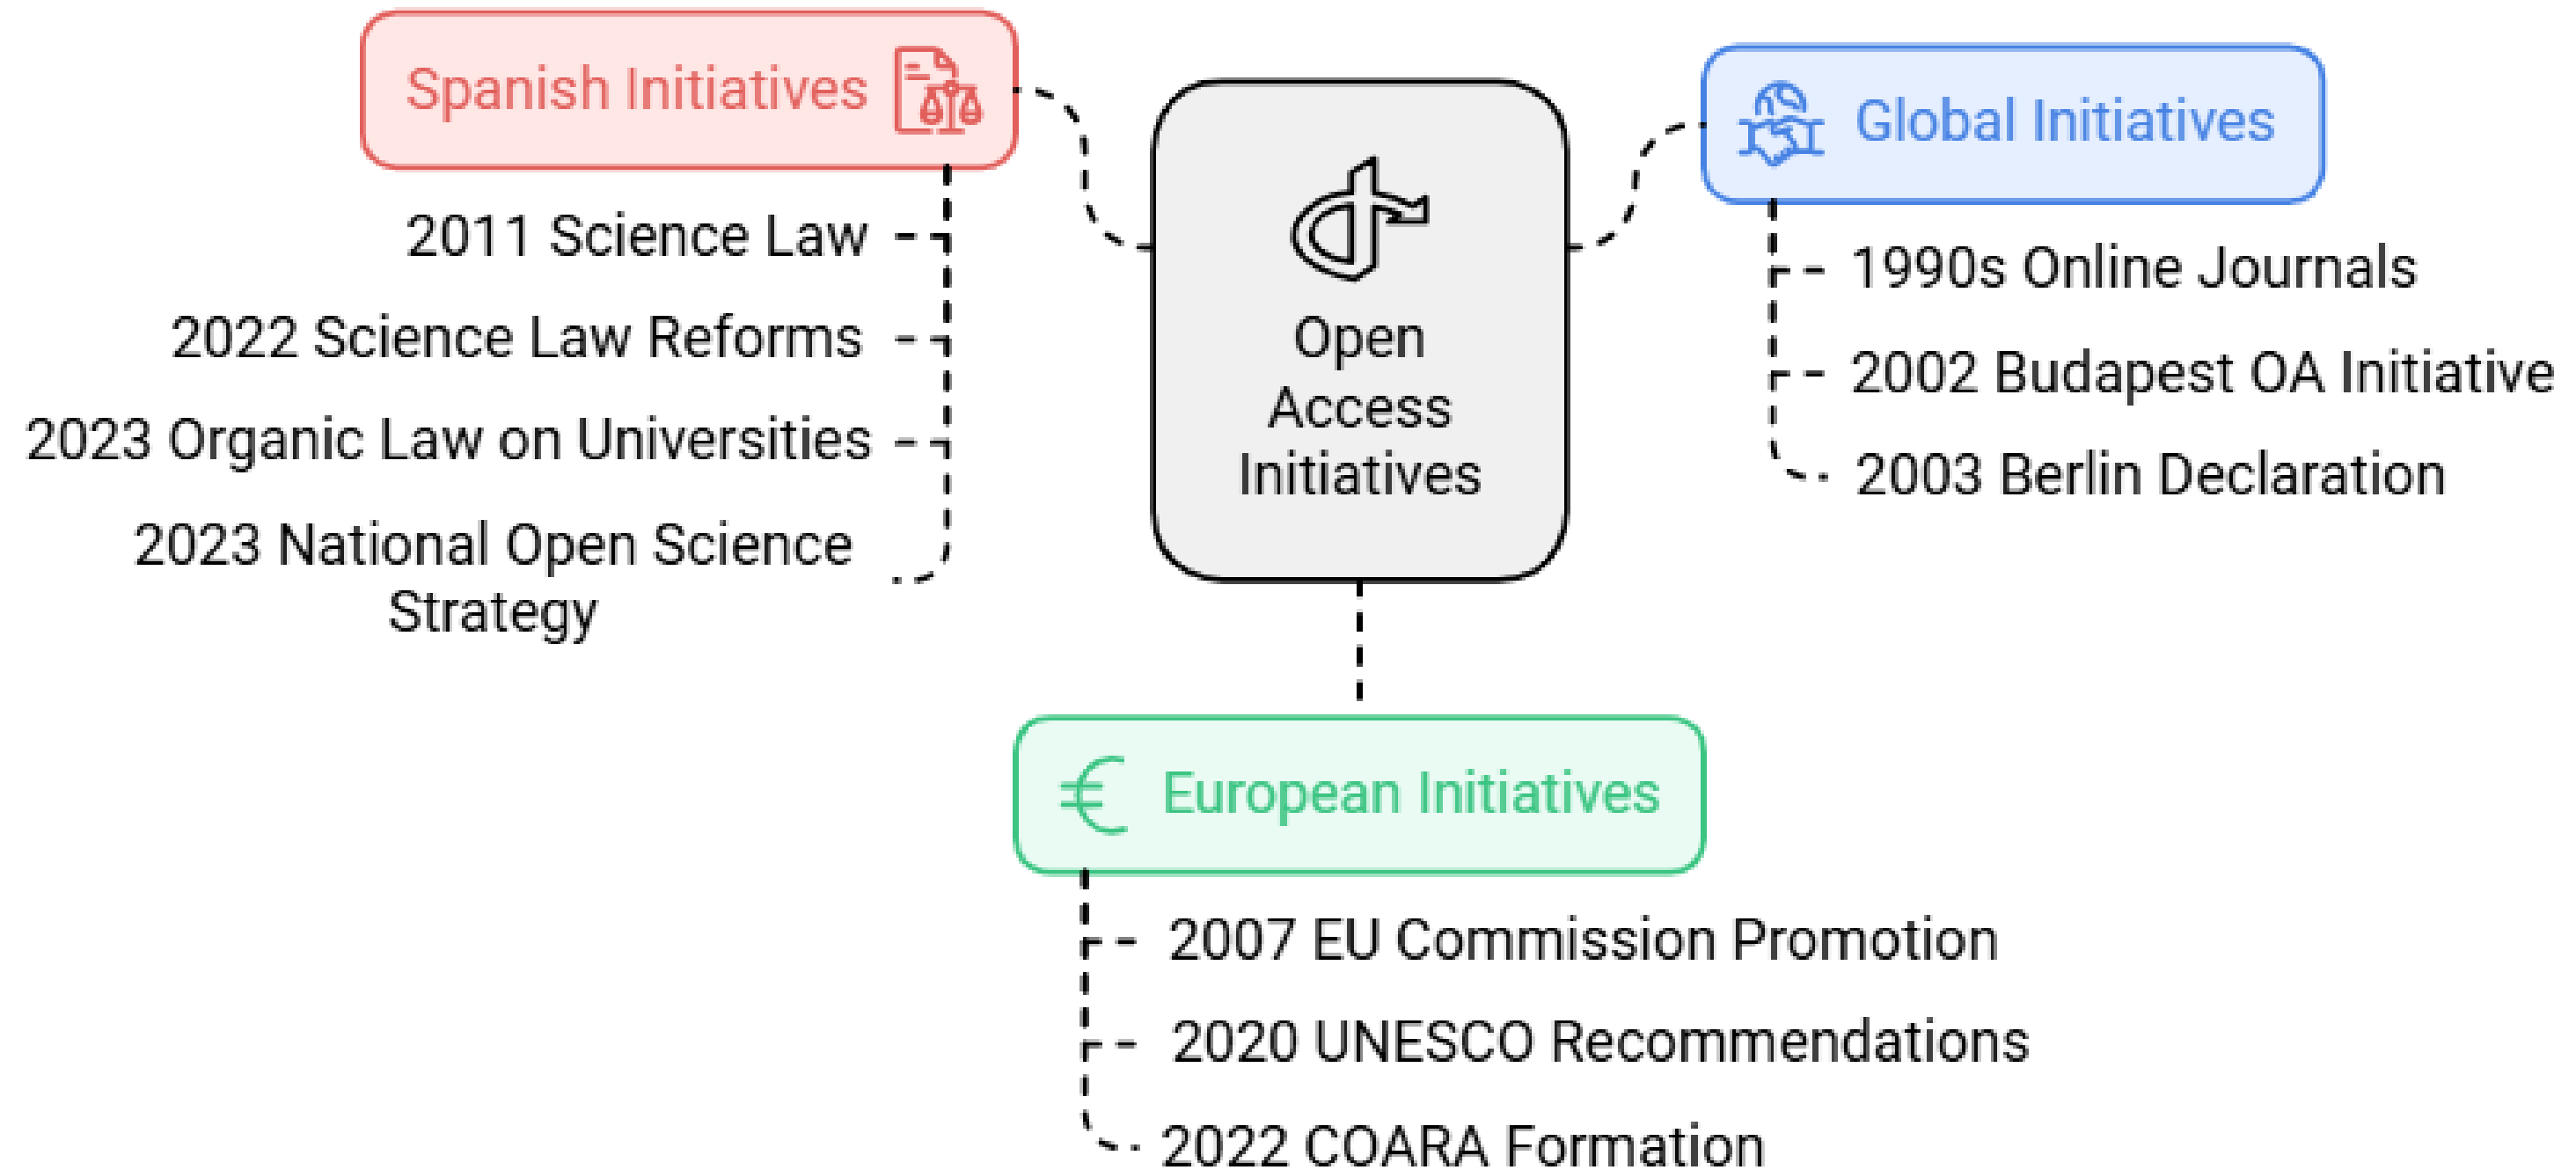 Spanish Initiatives
2011 Science Law
2022 Science Law Reforms
2023 Organic Law on Universities
2023 National Open Science
Strategy
Open
Access
Initiatives
Global Initiatives
1990s Online Journals
2002 Budapest OA Initiative
2003 Berlin Declaration
European Initiatives
2007 EU Commission Promotion
2020 UNESCO Recommendations
2022 COARA Formation